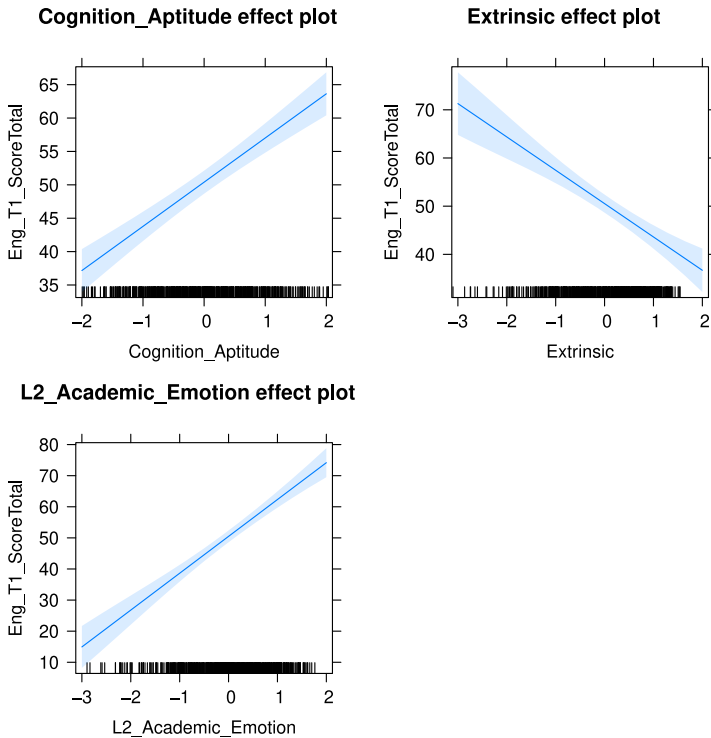 Cognition_Aptitude effect plot
Eng_T1_ScoreTotal
65
60
55
50
45
40
35
−2 −1 0 1 2
Cognition_Aptitude
Extrinsic effect plot
Eng_T1_ScoreTotal
70
60
50
40
−3 −2 −1 0 1 2
Extrinsic
L2_Academic_Emotion effect plot
Eng_T1_ScoreTotal
80
70
60
50
40
30
20
10
−3 −2 −1 0 1 2
L2_Academic_Emotion